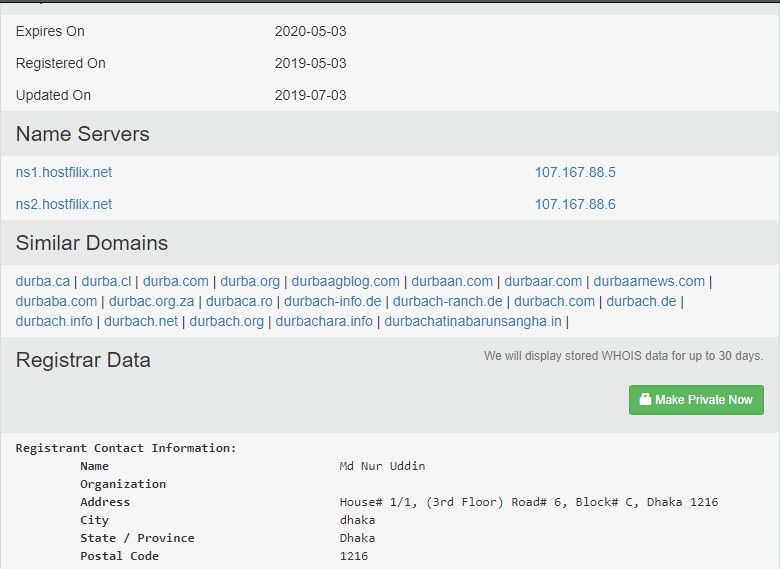 Expires On 2020-05-03
Registered On 2019-05-03
Updated On 2019-07-03
Name Servers
ns1.hostfilix.net 107.167.88.5
ns2.hostfilix.net 107.167.88.6
Similar Domains
durba.ca | durba.cl | durba.com | durba.org | durbaagblog.com | durbaan.com | durbaar.com | durbaarnews.com |
durbaba.com | durbac.org.za | durbaca.ro | durbach-info.de | durbach-ranch.de | durbach.com | durbach.de |
durbach.info | durbach.net | durbach.org | durbachara.info | durbachatinabarunsangha.in |
Registrar Data We will display stored WHOIS data for up to 30 days.
Make Private Now
Registrant Contact Information:
Name Md Nur Uddin
Organization
Address House# 1/1, (3rd Floor) Road# 6, Block# C, Dhaka 1216
City dhaka
State / Province Dhaka
Postal Code 1216